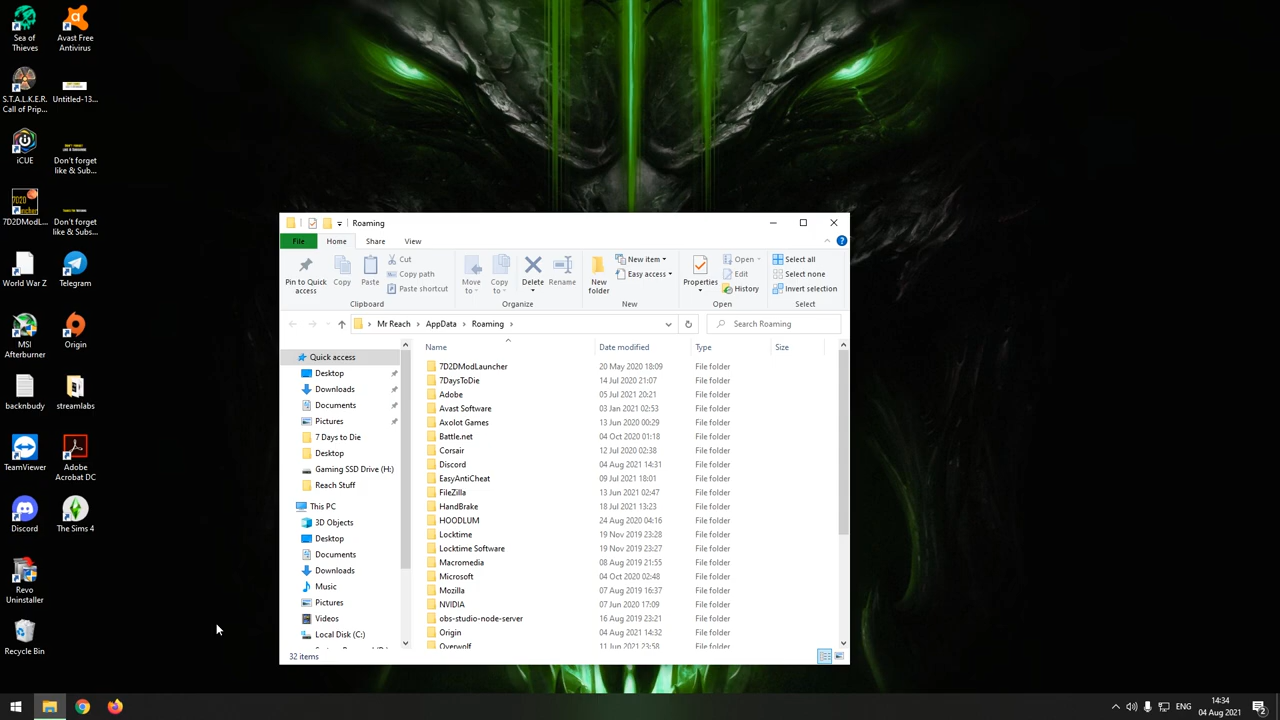 Sea of
Thieves
Avast Free
Antivirus
S.T.A.L.K.E.R.
Call of Prip...
Untitled-13...
iCUE
Don't forget
like & Sub...
7D2DModL...
Don't forget
like & Subs...
World War Z
Telegram
MSI
Afterburner
Origin
backnbudy
streamlabs
TeamViewer
Adobe
Acrobat DC
Discord
The Sims 4
Revo
Uninstaller
Recycle Bin
Roaming
File
Home
Share
View
Pin to Quick
access
Copy
Paste
Cut
Copy path
Paste shortcut
Clipboard
Move
to
Copy
to
Delete
Rename
Organize
New
folder
New item
Easy access
New
Properties
Open
Edit
History
Open
Select all
Select none
Invert selection
Select
Mr Reach
AppData
Roaming
Search Roaming
Quick access
Desktop
Downloads
Documents
Pictures
7 Days to Die
Desktop
Gaming SSD Drive (H:)
Reach Stuff
This PC
3D Objects
Desktop
Documents
Downloads
Music
Pictures
Videos
Local Disk (C:)
Name Date modified Type Size
7D2DModLauncher 20 May 2020 18:09 File folder
7DaysToDie 14 Jul 2020 21:07 File folder
Adobe 05 Jul 2021 20:21 File folder
Avast Software 03 Jan 2021 02:53 File folder
Axolot Games 13 Jun 2020 00:29 File folder
Battle.net 04 Oct 2020 01:18 File folder
Corsair 12 Jul 2020 02:38 File folder
Discord 04 Aug 2021 14:31 File folder
EasyAntiCheat 09 Jul 2021 18:01 File folder
FileZilla 13 Jun 2021 02:47 File folder
HandBrake 18 Jul 2021 13:23 File folder
HOODLUM 24 Aug 2020 04:16 File folder
Locktime 19 Nov 2019 23:28 File folder
Locktime Software 19 Nov 2019 23:27 File folder
Macromedia 08 Aug 2019 21:55 File folder
Microsoft 04 Oct 2020 02:48 File folder
Mozilla 07 Aug 2019 16:37 File folder
NVIDIA 07 Jun 2020 17:09 File folder
obs-studio-node-server 16 Aug 2019 23:21 File folder
Origin 04 Aug 2021 14:32 File folder
Overwolf 11 Jun 2021 23:58 File folder
32 items
ENG
14:34
04 Aug 2021
2